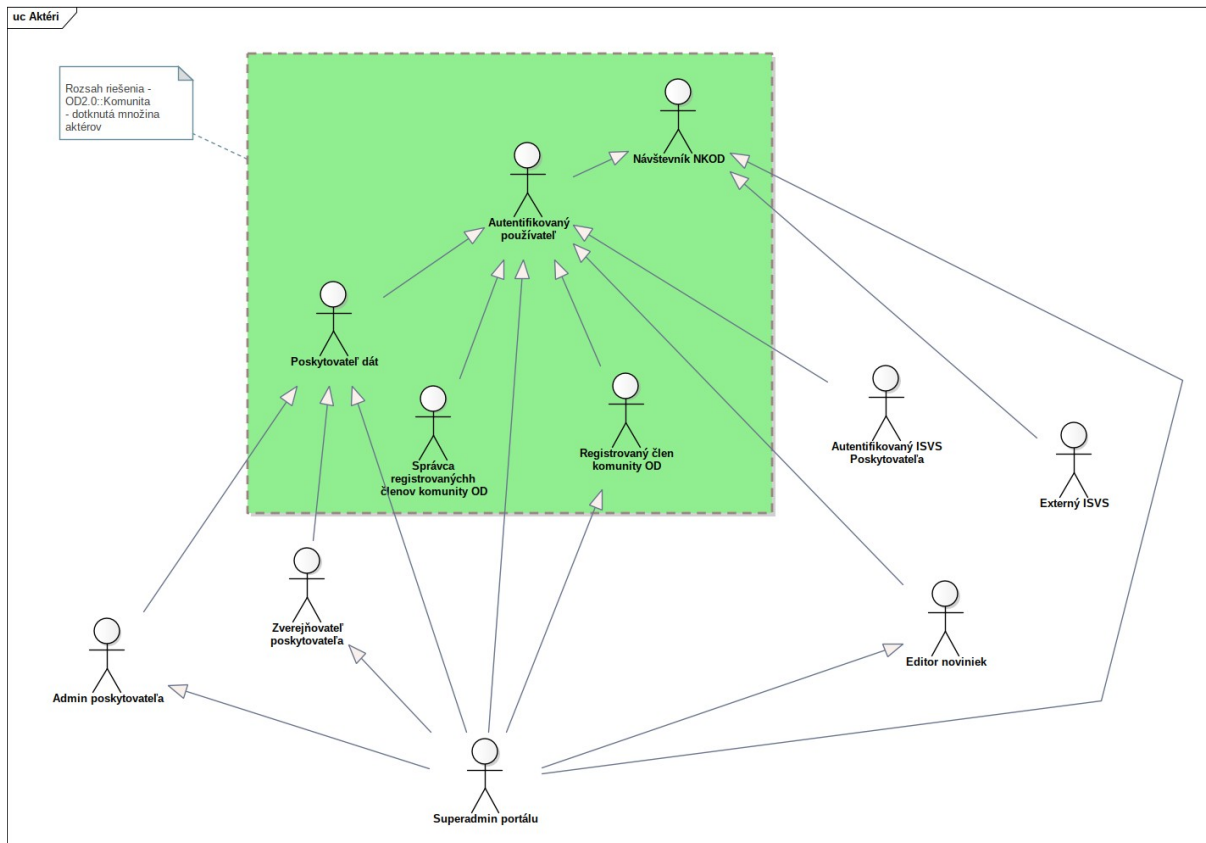 uc Aktéri
Rozsah riešenia -
OD2.0::Komunita
- dotknutá množina
aktérov
Návštevník NKOD
Autentifikovaný
používateľ
Poskytovateľ dát
Správca
registrovanýchh
členov komunity OD
Registrovaný člen
komunity OD
Autentifikovaný ISVS
Poskytovateľa
Externý ISVS
Zverejňovateľ
poskytovateľa
Admin poskytovateľa
Editor noviniek
Superadmin portálu